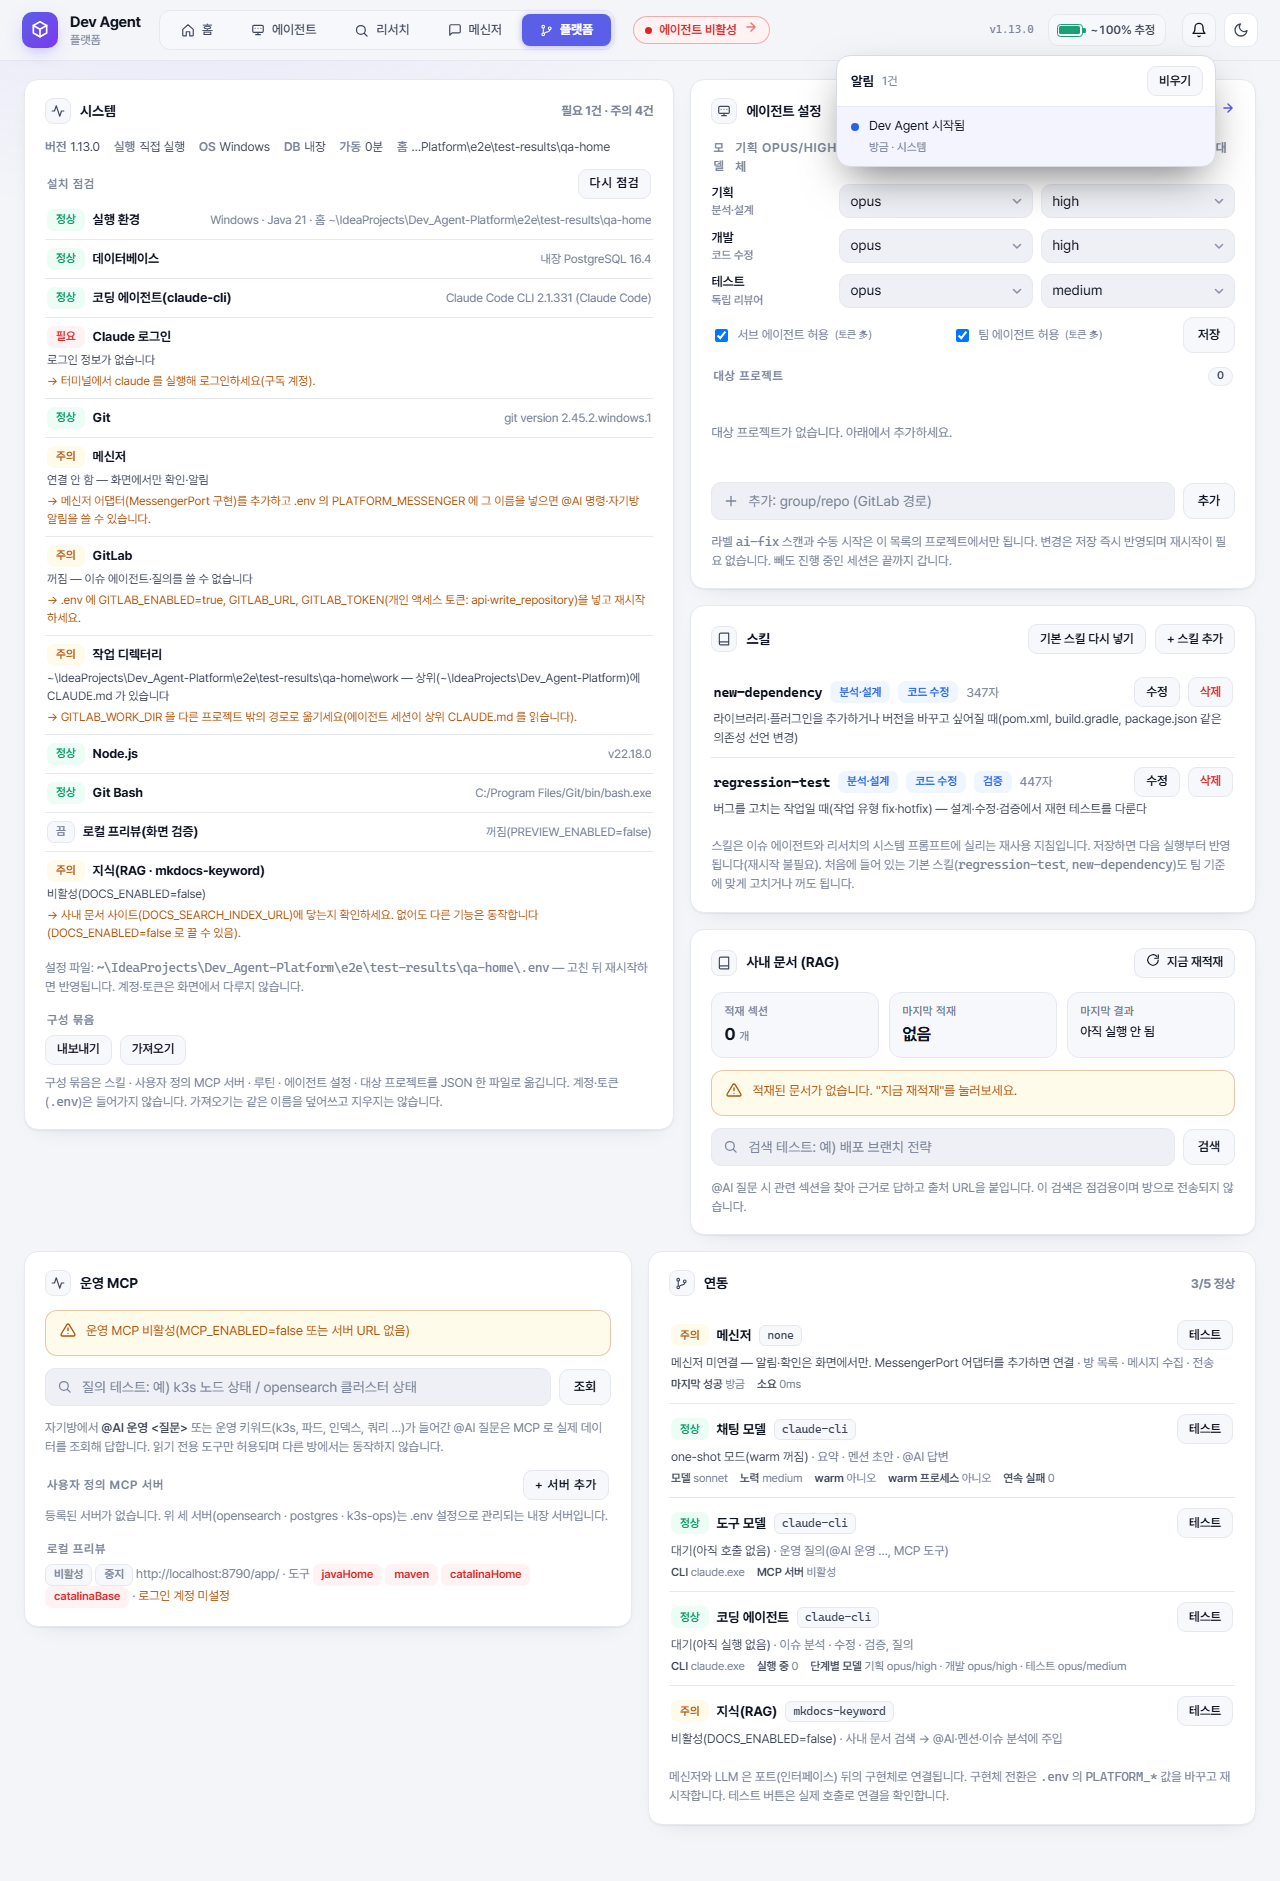 Dev Agent
플랫폼
홈
에이전트
리서치
메신저
플랫폼
에이전트 비활성 →
v1.13.0
~100% 추정
알림 1건
비우기
Dev Agent 시작됨
방금 · 시스템
시스템
필요 1건 · 주의 4건
버전 1.13.0 실행 직접 실행 OS Windows DB 내장 가동 0분 홈 …Platform\e2e\test-results\qa-home
설치 점검
다시 점검
정상 실행 환경 Windows · Java 21 · 홈 ~\IdeaProjects\Dev_Agent-Platform\e2e\test-results\qa-home
정상 데이터베이스 내장 PostgreSQL 16.4
정상 코딩 에이전트(claude-cli) Claude Code CLI 2.1.331 (Claude Code)
필요 Claude 로그인
로그인 정보가 없습니다
→ 터미널에서 claude 를 실행해 로그인하세요(구독 계정).
정상 Git git version 2.45.2.windows.1
주의 메신저
연결 안 함 — 화면에서만 확인·알림
→ 메신저 어댑터(MessengerPort 구현)를 추가하고 .env 의 PLATFORM_MESSENGER 에 그 이름을 넣으면 @AI 명령·자기방
알림을 쓸 수 있습니다.
주의 GitLab
꺼짐 — 이슈 에이전트·질의를 쓸 수 없습니다
→ .env 에 GITLAB_ENABLED=true, GITLAB_URL, GITLAB_TOKEN(개인 액세스 토큰: api·write_repository)을 넣고 재시작
하세요.
주의 작업 디렉터리
~\IdeaProjects\Dev_Agent-Platform\e2e\test-results\qa-home\work — 상위(~\IdeaProjects\Dev_Agent-Platform)에
CLAUDE.md 가 있습니다
→ GITLAB_WORK_DIR 을 다른 프로젝트 밖의 경로로 옮기세요(에이전트 세션이 상위 CLAUDE.md 를 읽습니다).
정상 Node.js v22.18.0
정상 Git Bash C:/Program Files/Git/bin/bash.exe
끔 로컬 프리뷰(화면 검증) 꺼짐(PREVIEW_ENABLED=false)
주의 지식(RAG · mkdocs-keyword)
비활성(DOCS_ENABLED=false)
→ 사내 문서 사이트(DOCS_SEARCH_INDEX_URL)에 닿는지 확인하세요. 없어도 다른 기능은 동작합니다
(DOCS_ENABLED=false 로 끌 수 있음).
설정 파일: ~\IdeaProjects\Dev_Agent-Platform\e2e\test-results\qa-home\.env — 고친 뒤 재시작하
면 반영됩니다. 계정·토큰은 화면에서 다루지 않습니다.
구성 묶음
내보내기 가져오기
구성 묶음은 스킬 · 사용자 정의 MCP 서버 · 루틴 · 에이전트 설정 · 대상 프로젝트를 JSON 한 파일로 옮깁니다. 계정·토큰
(.env)은 들어가지 않습니다. 가져오기는 같은 이름을 덮어쓰고 지우지는 않습니다.
에이전트 설정 →
모 기획 OPUS/HIGH 대
델 체
기획 opus high
분석·설계
개발 opus high
코드 수정
테스트 opus medium
독립 리뷰어
서브 에이전트 허용 (토큰 多) 팀 에이전트 허용 (토큰 多) 저장
대상 프로젝트 0
대상 프로젝트가 없습니다. 아래에서 추가하세요.
추가: group/repo (GitLab 경로) 추가
라벨 ai-fix 스캔과 수동 시작은 이 목록의 프로젝트에서만 됩니다. 변경은 저장 즉시 반영되며 재시작이 필
요 없습니다. 빼도 진행 중인 세션은 끝까지 갑니다.
스킬
기본 스킬 다시 넣기 + 스킬 추가
new-dependency 분석·설계 코드 수정 347자 수정 삭제
라이브러리·플러그인을 추가하거나 버전을 바꾸고 싶어질 때(pom.xml, build.gradle, package.json 같은
의존성 선언 변경)
regression-test 분석·설계 코드 수정 검증 447자 수정 삭제
버그를 고치는 작업일 때(작업 유형 fix·hotfix) — 설계·수정·검증에서 재현 테스트를 다룬다
스킬은 이슈 에이전트와 리서치의 시스템 프롬프트에 실리는 재사용 지침입니다. 저장하면 다음 실행부터 반영
됩니다(재시작 불필요). 처음에 들어 있는 기본 스킬(regression-test, new-dependency)도 팀 기준
에 맞게 고치거나 꺼도 됩니다.
사내 문서 (RAG)
지금 재적재
적재 섹션 마지막 적재 마지막 결과
0 개 없음 아직 실행 안 됨
적재된 문서가 없습니다. "지금 재적재"를 눌러보세요.
검색 테스트: 예) 배포 브랜치 전략 검색
@AI 질문 시 관련 섹션을 찾아 근거로 답하고 출처 URL을 붙입니다. 이 검색은 점검용이며 방으로 전송되지 않
습니다.
운영 MCP
운영 MCP 비활성(MCP_ENABLED=false 또는 서버 URL 없음)
질의 테스트: 예) k3s 노드 상태 / opensearch 클러스터 상태 조회
자기방에서 @AI 운영 <질문> 또는 운영 키워드(k3s, 파드, 인덱스, 쿼리 …)가 들어간 @AI 질문은 MCP 로 실제 데이
터를 조회해 답합니다. 읽기 전용 도구만 허용되며 다른 방에서는 동작하지 않습니다.
사용자 정의 MCP 서버 + 서버 추가
등록된 서버가 없습니다. 위 세 서버(opensearch · postgres · k3s-ops)는 .env 설정으로 관리되는 내장 서버입니다.
로컬 프리뷰
비활성 중지 http://localhost:8790/app/ · 도구 javaHome maven catalinaHome
catalinaBase · 로그인 계정 미설정
연동 3/5 정상
주의 메신저 none 테스트
메신저 미연결 — 알림·확인은 화면에서만. MessengerPort 어댑터를 추가하면 연결 · 방 목록 · 메시지 수집 · 전송
마지막 성공 방금 소요 0ms
정상 채팅 모델 claude-cli 테스트
one-shot 모드(warm 꺼짐) · 요약 · 멘션 초안 · @AI 답변
모델 sonnet 노력 medium warm 아니오 warm 프로세스 아니오 연속 실패 0
정상 도구 모델 claude-cli 테스트
대기(아직 호출 없음) · 운영 질의(@AI 운영 …, MCP 도구)
CLI claude.exe MCP 서버 비활성
정상 코딩 에이전트 claude-cli 테스트
대기(아직 실행 없음) · 이슈 분석 · 수정 · 검증, 질의
CLI claude.exe 실행 중 0 단계별 모델 기획 opus/high · 개발 opus/high · 테스트 opus/medium
주의 지식(RAG) mkdocs-keyword 테스트
비활성(DOCS_ENABLED=false) · 사내 문서 검색 → @AI·멘션·이슈 분석에 주입
메신저와 LLM 은 포트(인터페이스) 뒤의 구현체로 연결됩니다. 구현체 전환은 .env 의 PLATFORM_* 값을 바꾸고 재
시작합니다. 테스트 버튼은 실제 호출로 연결을 확인합니다.